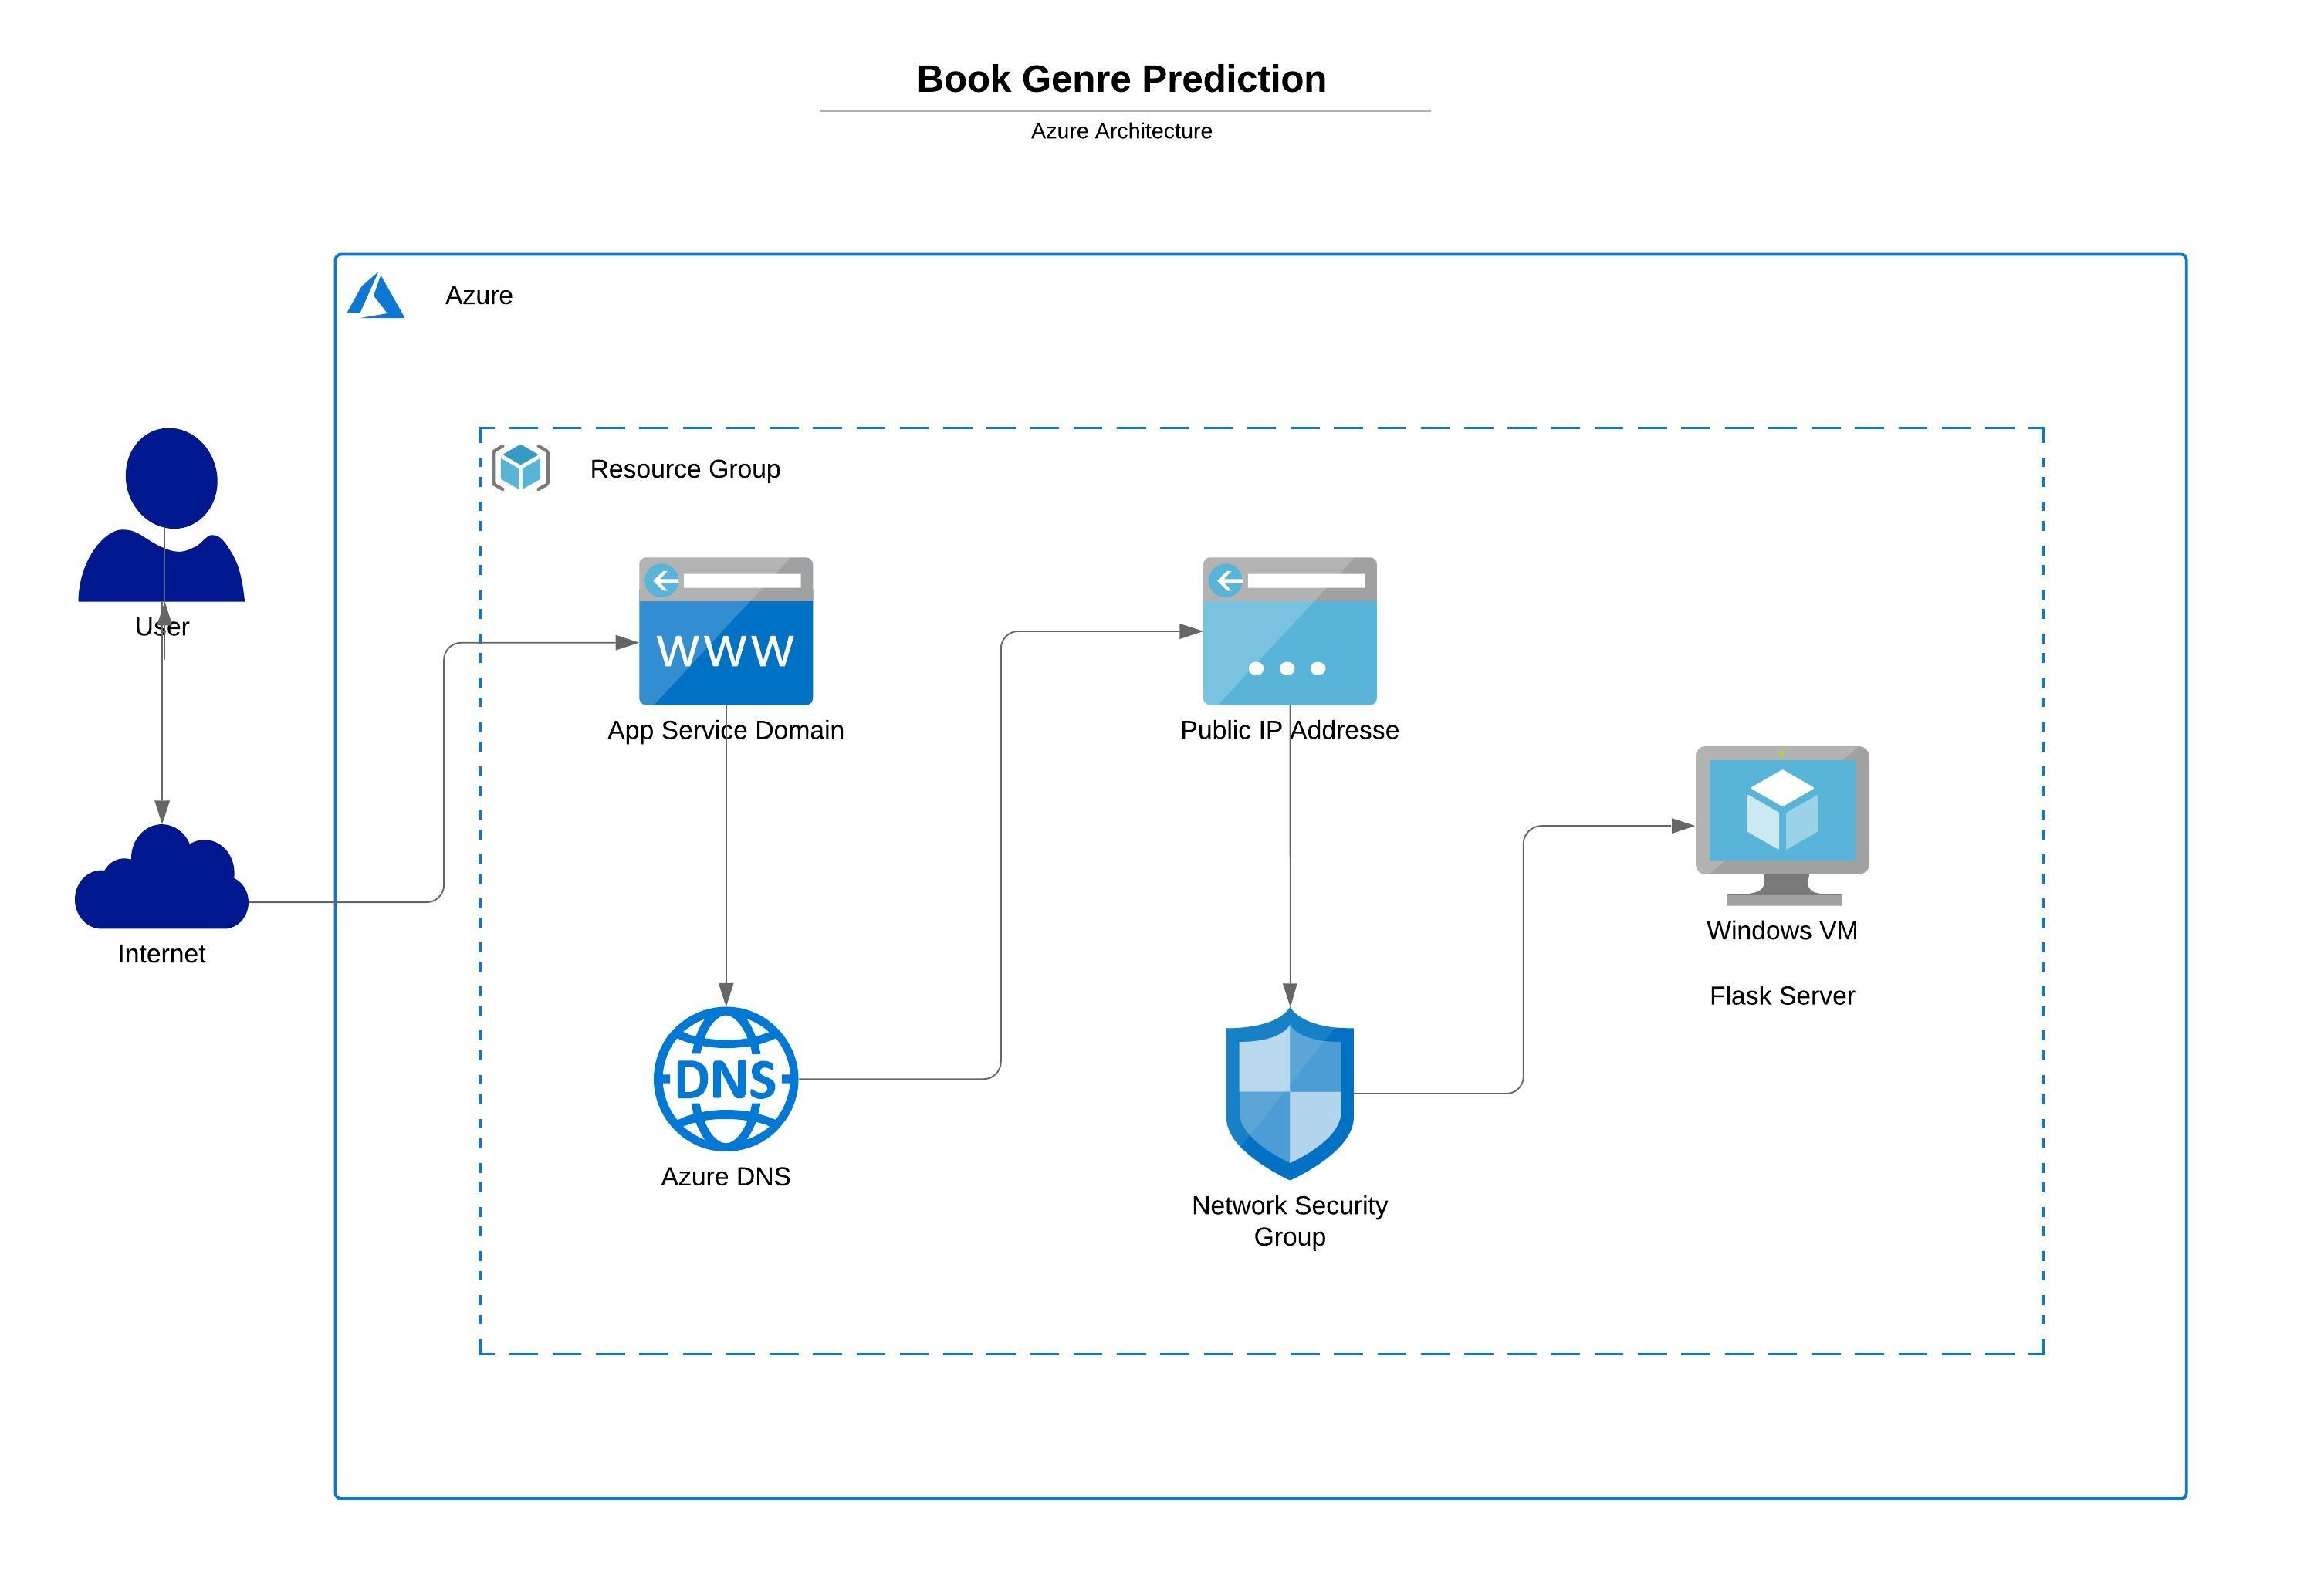 Book Genre Prediction
Azure Architecture
Azure
Resource Group
User
WWW
App Service Domain
Public IP Addresse
Internet
Windows VM
Flask Server
DNS
Azure DNS
Network Security
Group